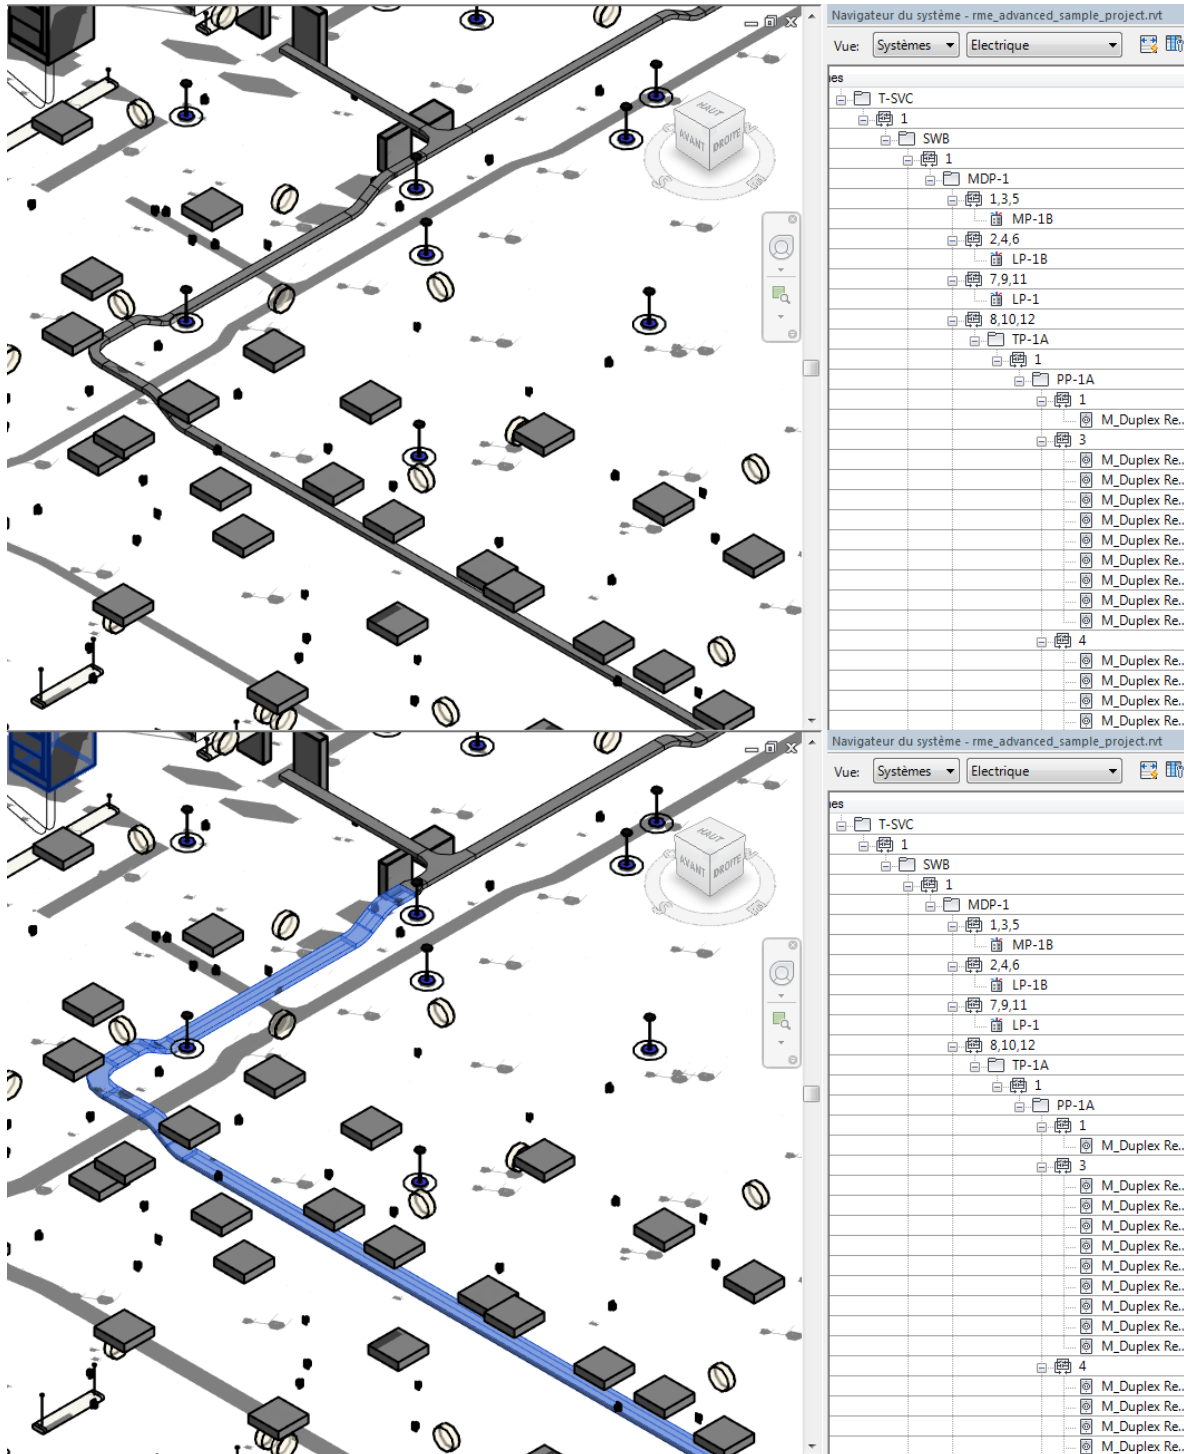 Navigateur du système - rme_advanced_sample_project.rvt
Vue: Systèmes Electrique
es
T-SVC
1
SWB
1
MDP-1
1,3,5
MP-1B
2,4,6
LP-1B
7,9,11
LP-1
8,10,12
TP-1A
1
PP-1A
1
M_Duplex Re...
3
M_Duplex Re...
M_Duplex Re...
M_Duplex Re...
M_Duplex Re...
M_Duplex Re...
M_Duplex Re...
M_Duplex Re...
M_Duplex Re...
M_Duplex Re...
4
M_Duplex Re...
M_Duplex Re...
M_Duplex Re...
M_Duplex Re...
HAUT
AVANT DROITE
Navigateur du système - rme_advanced_sample_project.rvt
Vue: Systèmes Electrique
es
T-SVC
1
SWB
1
MDP-1
1,3,5
MP-1B
2,4,6
LP-1B
7,9,11
LP-1
8,10,12
TP-1A
1
PP-1A
1
M_Duplex Re...
3
M_Duplex Re...
M_Duplex Re...
M_Duplex Re...
M_Duplex Re...
M_Duplex Re...
M_Duplex Re...
M_Duplex Re...
M_Duplex Re...
M_Duplex Re...
4
M_Duplex Re...
M_Duplex Re...
M_Duplex Re...
M_Duplex Re...
HAUT
AVANT DROITE